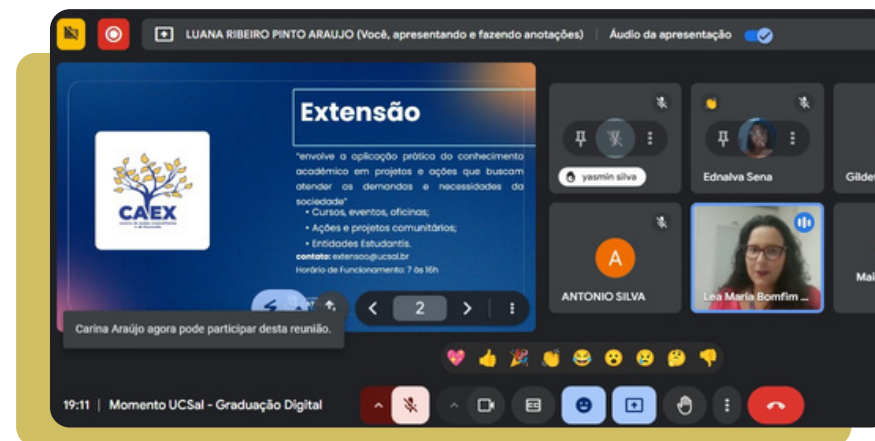 LUANA RIBEIRO PINTO ARAUJO (Você, apresentando e fazendo anotações)
Áudio da apresentação
Extensão
"envolve a aplicação prática do conhecimento
acadêmico em projetos e ações que buscam
atender as demandas e necessidades da
sociedade"
• Cursos, eventos, oficinas;
• Ações e projetos comunitários;
• Entidades Estudantis.
contato: extensao@ucsal.br
Horário de Funcionamento: 7 às 16h
CAEX
2
Carina Araújo agora pode participar desta reunião.
yasmin silva
Ednalva Sena
A
ANTONIO SILVA
Lea Maria Bomfim ...
19:11 | Momento UCSal - Graduação Digital